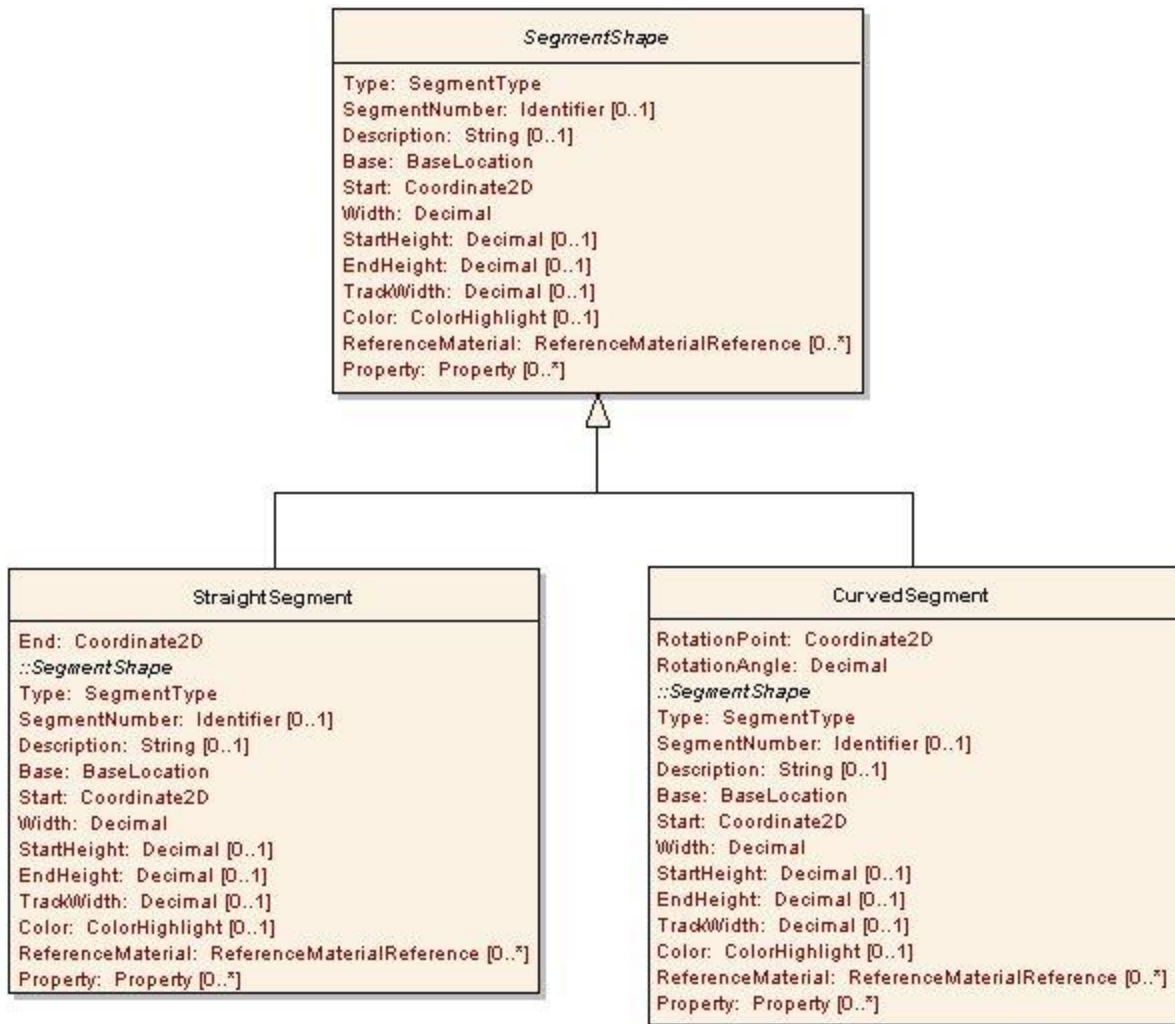 SegmentShape
Type: SegmentType
SegmentNumber: Identifier [0..1]
Description: String [0..1]
Base: BaseLocation
Start: Coordinate2D
Width: Decimal
StartHeight: Decimal [0..1]
EndHeight: Decimal [0..1]
TrackWidth: Decimal [0..1]
Color: ColorHighlight [0..1]
ReferenceMaterial: ReferenceMaterialReference [0..*]
Property: Property [0..*]
StraightSegment
End: Coordinate2D
::SegmentShape
Type: SegmentType
SegmentNumber: Identifier [0..1]
Description: String [0..1]
Base: BaseLocation
Start: Coordinate2D
Width: Decimal
StartHeight: Decimal [0..1]
EndHeight: Decimal [0..1]
TrackWidth: Decimal [0..1]
Color: ColorHighlight [0..1]
ReferenceMaterial: ReferenceMaterialReference [0..*]
Property: Property [0..*]
CurvedSegment
RotationPoint: Coordinate2D
RotationAngle: Decimal
::SegmentShape
Type: SegmentType
SegmentNumber: Identifier [0..1]
Description: String [0..1]
Base: BaseLocation
Start: Coordinate2D
Width: Decimal
StartHeight: Decimal [0..1]
EndHeight: Decimal [0..1]
TrackWidth: Decimal [0..1]
Color: ColorHighlight [0..1]
ReferenceMaterial: ReferenceMaterialReference [0..*]
Property: Property [0..*]